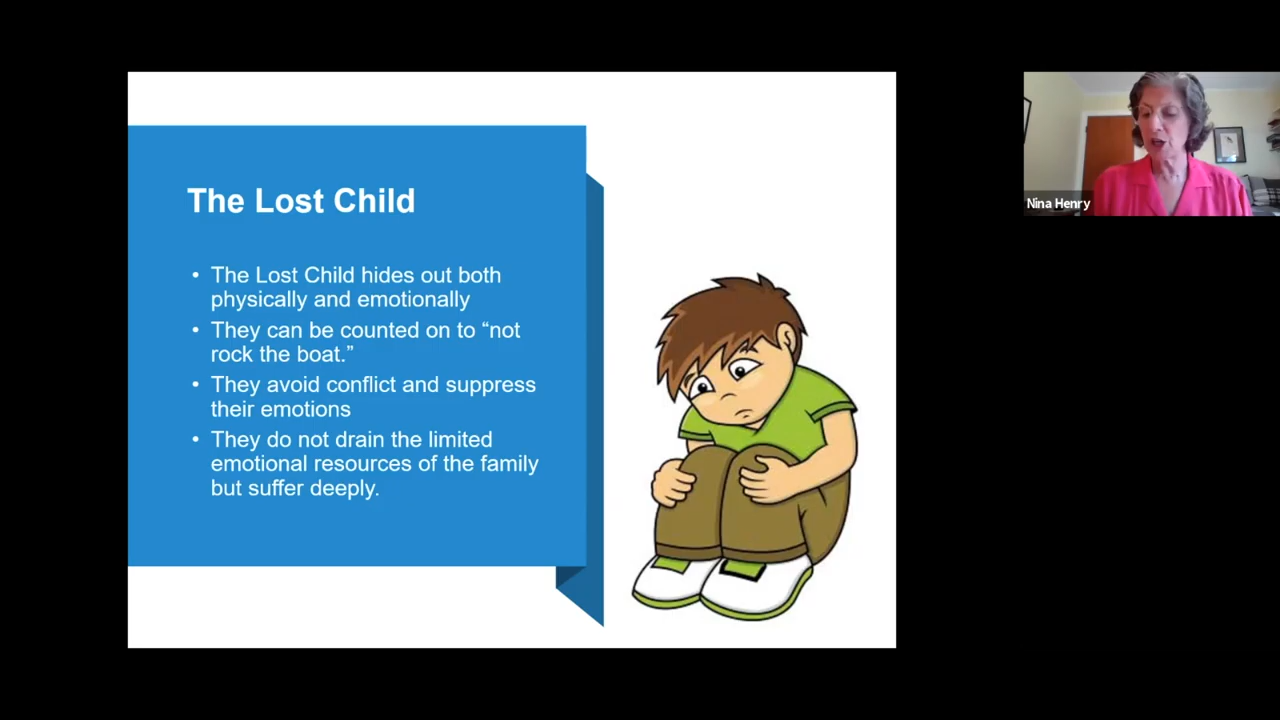 The Lost Child
• The Lost Child hides out both
physically and emotionally
• They can be counted on to “not
rock the boat.”
• They avoid conflict and suppress
their emotions
• They do not drain the limited
emotional resources of the family
but suffer deeply.
Nina Henry